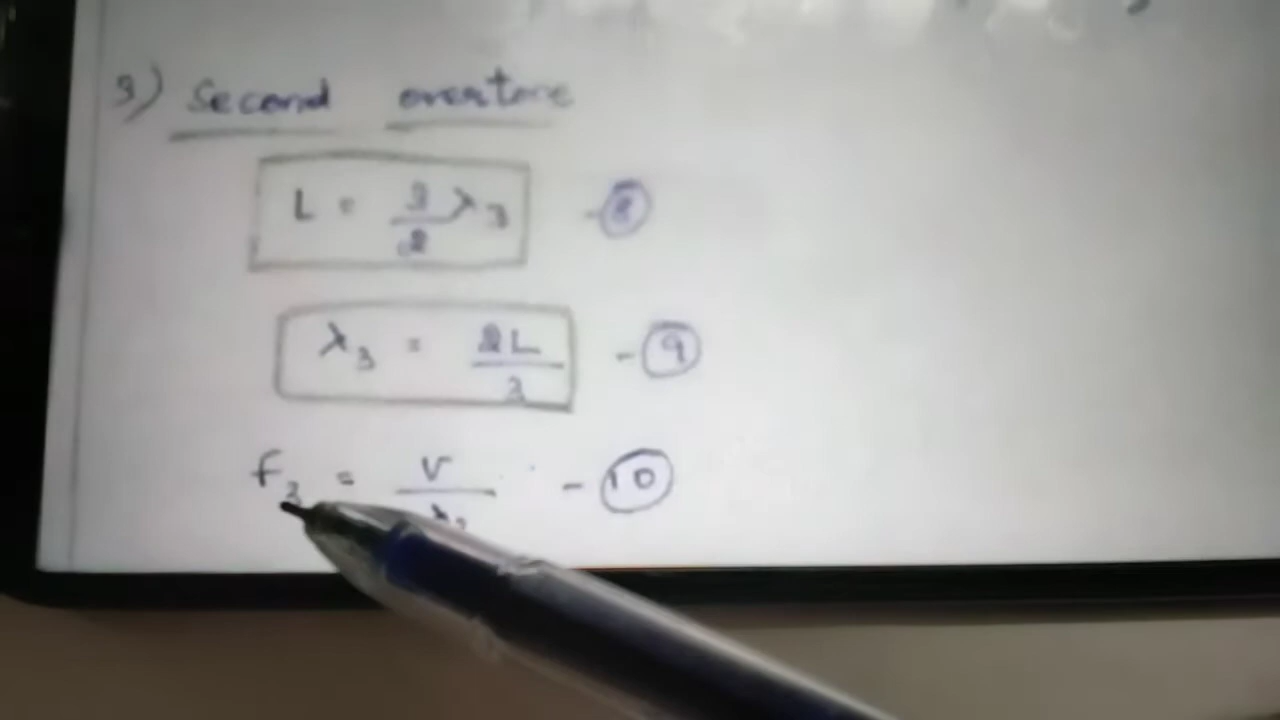 3) Second overtone
L = 3/2 λ3 - 8
λ3 = 2L/3 - 9
f3 = v/λ3 - 10